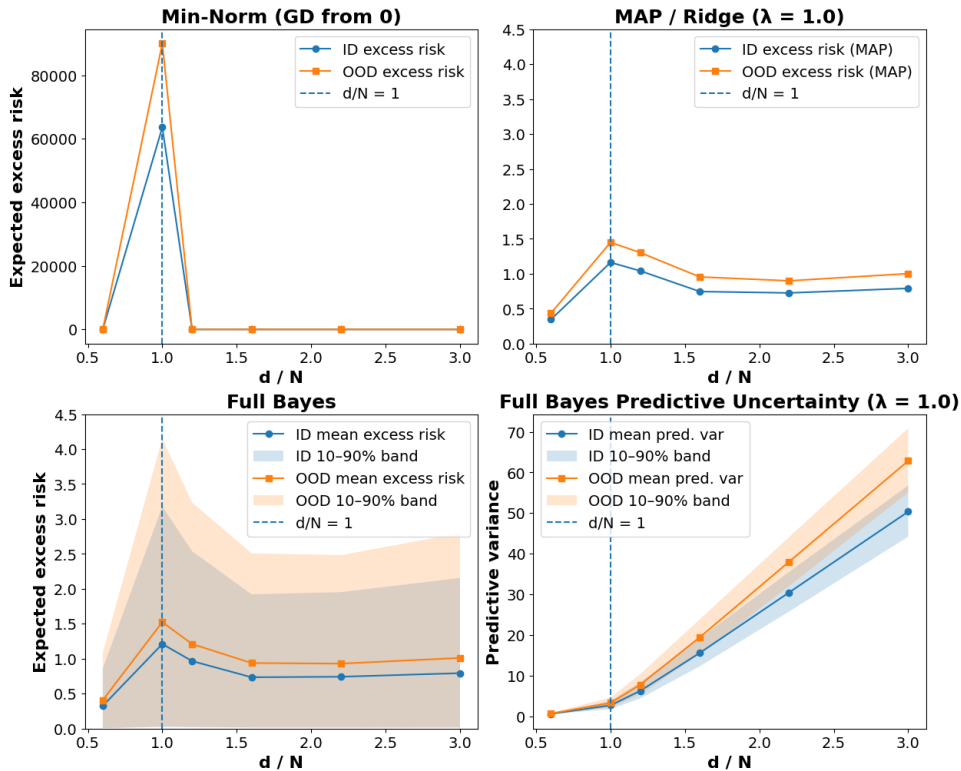 Min-Norm (GD from 0)
Expected excess risk
80000
60000
40000
20000
0
ID excess risk
OOD excess risk
d/N = 1
0.5 1.0 1.5 2.0 2.5 3.0
d / N
MAP / Ridge (λ = 1.0)
4.5
4.0
3.5
3.0
2.5
2.0
1.5
1.0
0.5
0.0
ID excess risk (MAP)
OOD excess risk (MAP)
d/N = 1
0.5 1.0 1.5 2.0 2.5 3.0
d / N
Full Bayes
Expected excess risk
4.5
4.0
3.5
3.0
2.5
2.0
1.5
1.0
0.5
0.0
ID mean excess risk
ID 10–90% band
OOD mean excess risk
OOD 10–90% band
d/N = 1
0.5 1.0 1.5 2.0 2.5 3.0
d / N
Full Bayes Predictive Uncertainty (λ = 1.0)
Predictive variance
70
60
50
40
30
20
10
0
ID mean pred. var
ID 10–90% band
OOD mean pred. var
OOD 10–90% band
d/N = 1
0.5 1.0 1.5 2.0 2.5 3.0
d / N